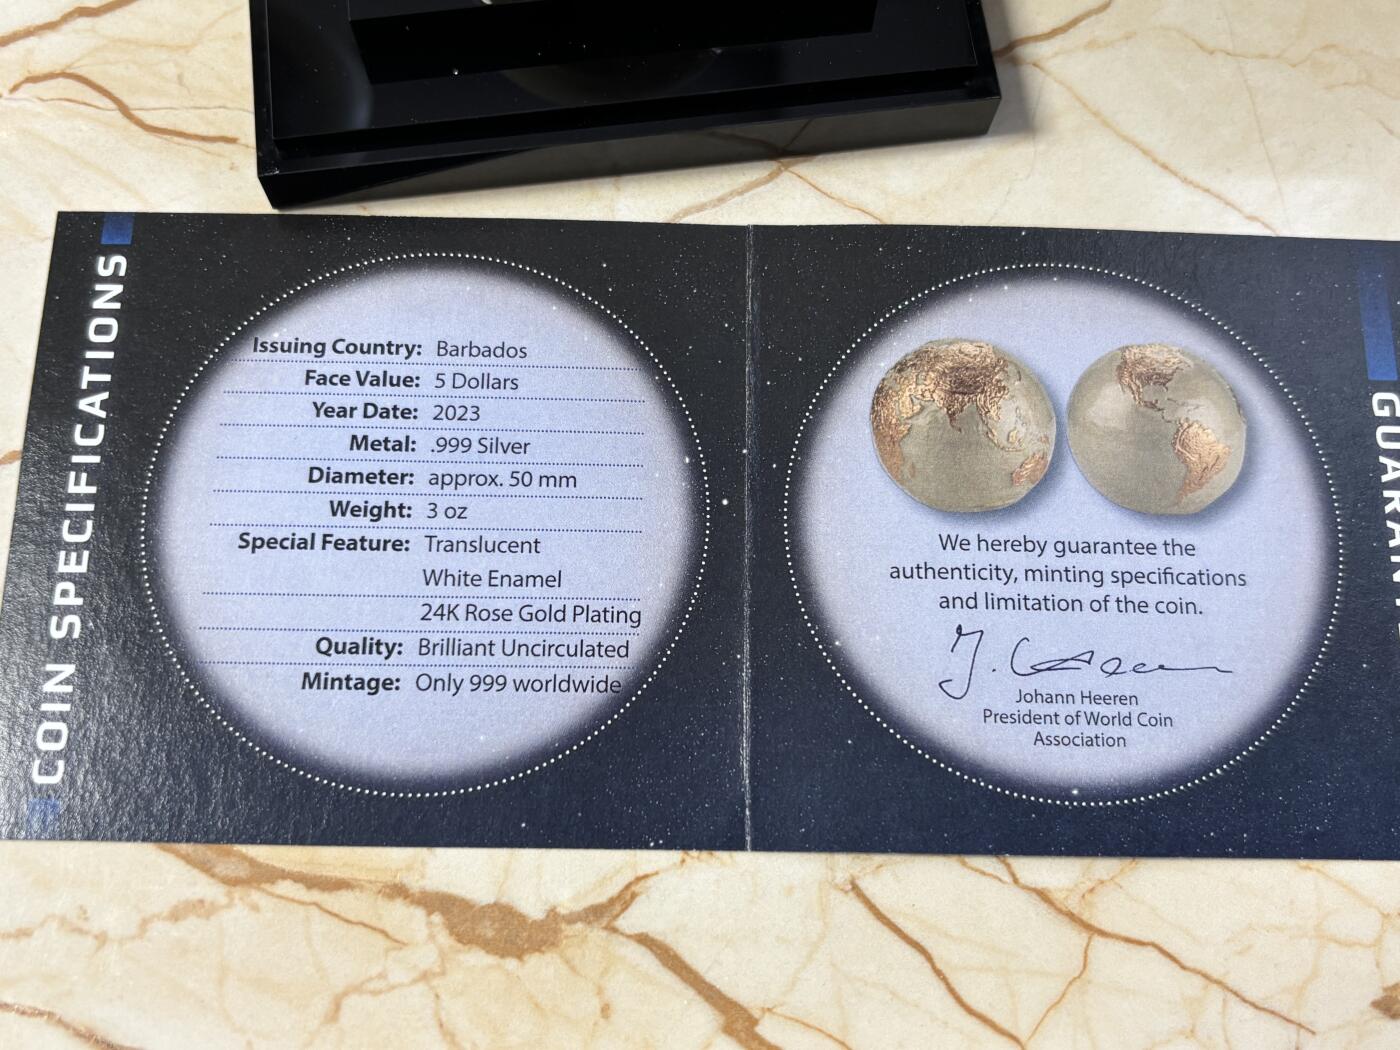 COIN SPECIFICATIONS
Issuing Country: Barbados
Face Value: 5 Dollars
Year Date: 2023
Metal: .999 Silver
Diameter: approx. 50 mm
Weight: 3 oz
Special Feature: Translucent
White Enamel
24K Rose Gold Plating
Quality: Brilliant Uncirculated
Mintage: Only 999 worldwide
We hereby guarantee the
authenticity, minting specifications
and limitation of the coin.
Johann Heeren
President of World Coin
Association